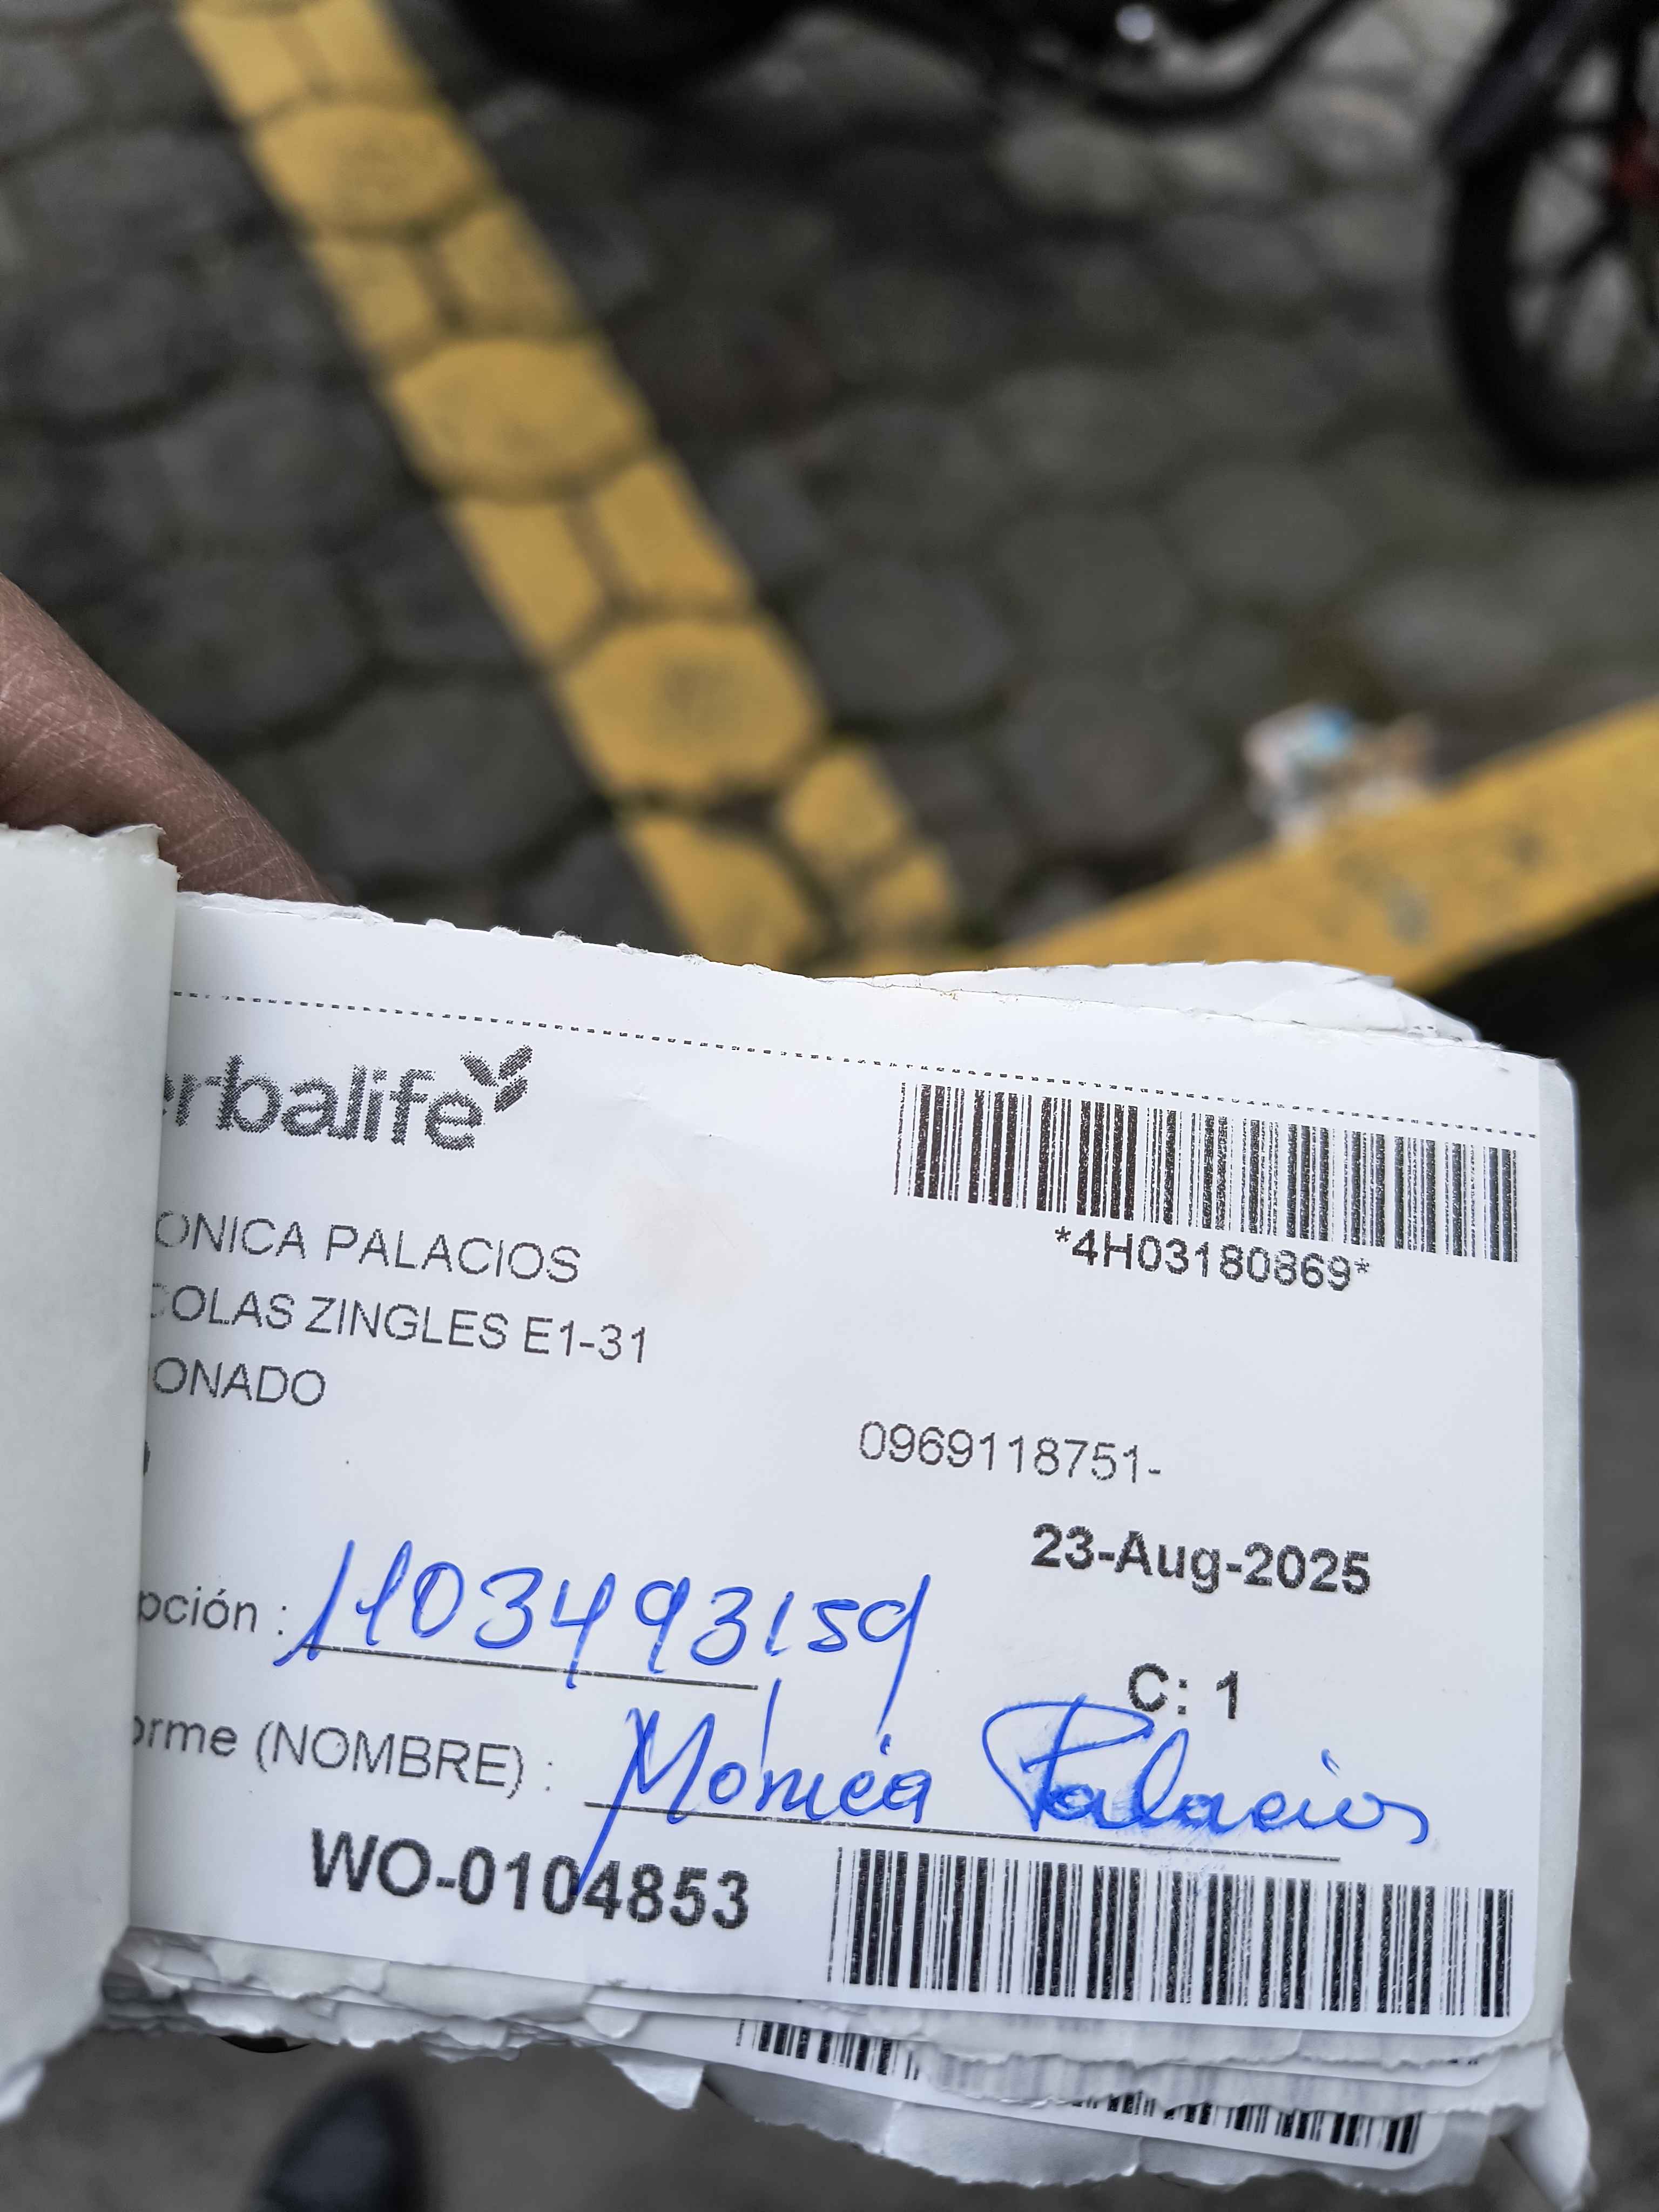 erbalife
*4H03180869*
ONICA PALACIOS
COLAS ZINGLES E1-31
ONADO
0969118751-
23-Aug-2025
pción : 1103493159
C: 1
orme (NOMBRE) : Mónica Palacios
WO-0104853